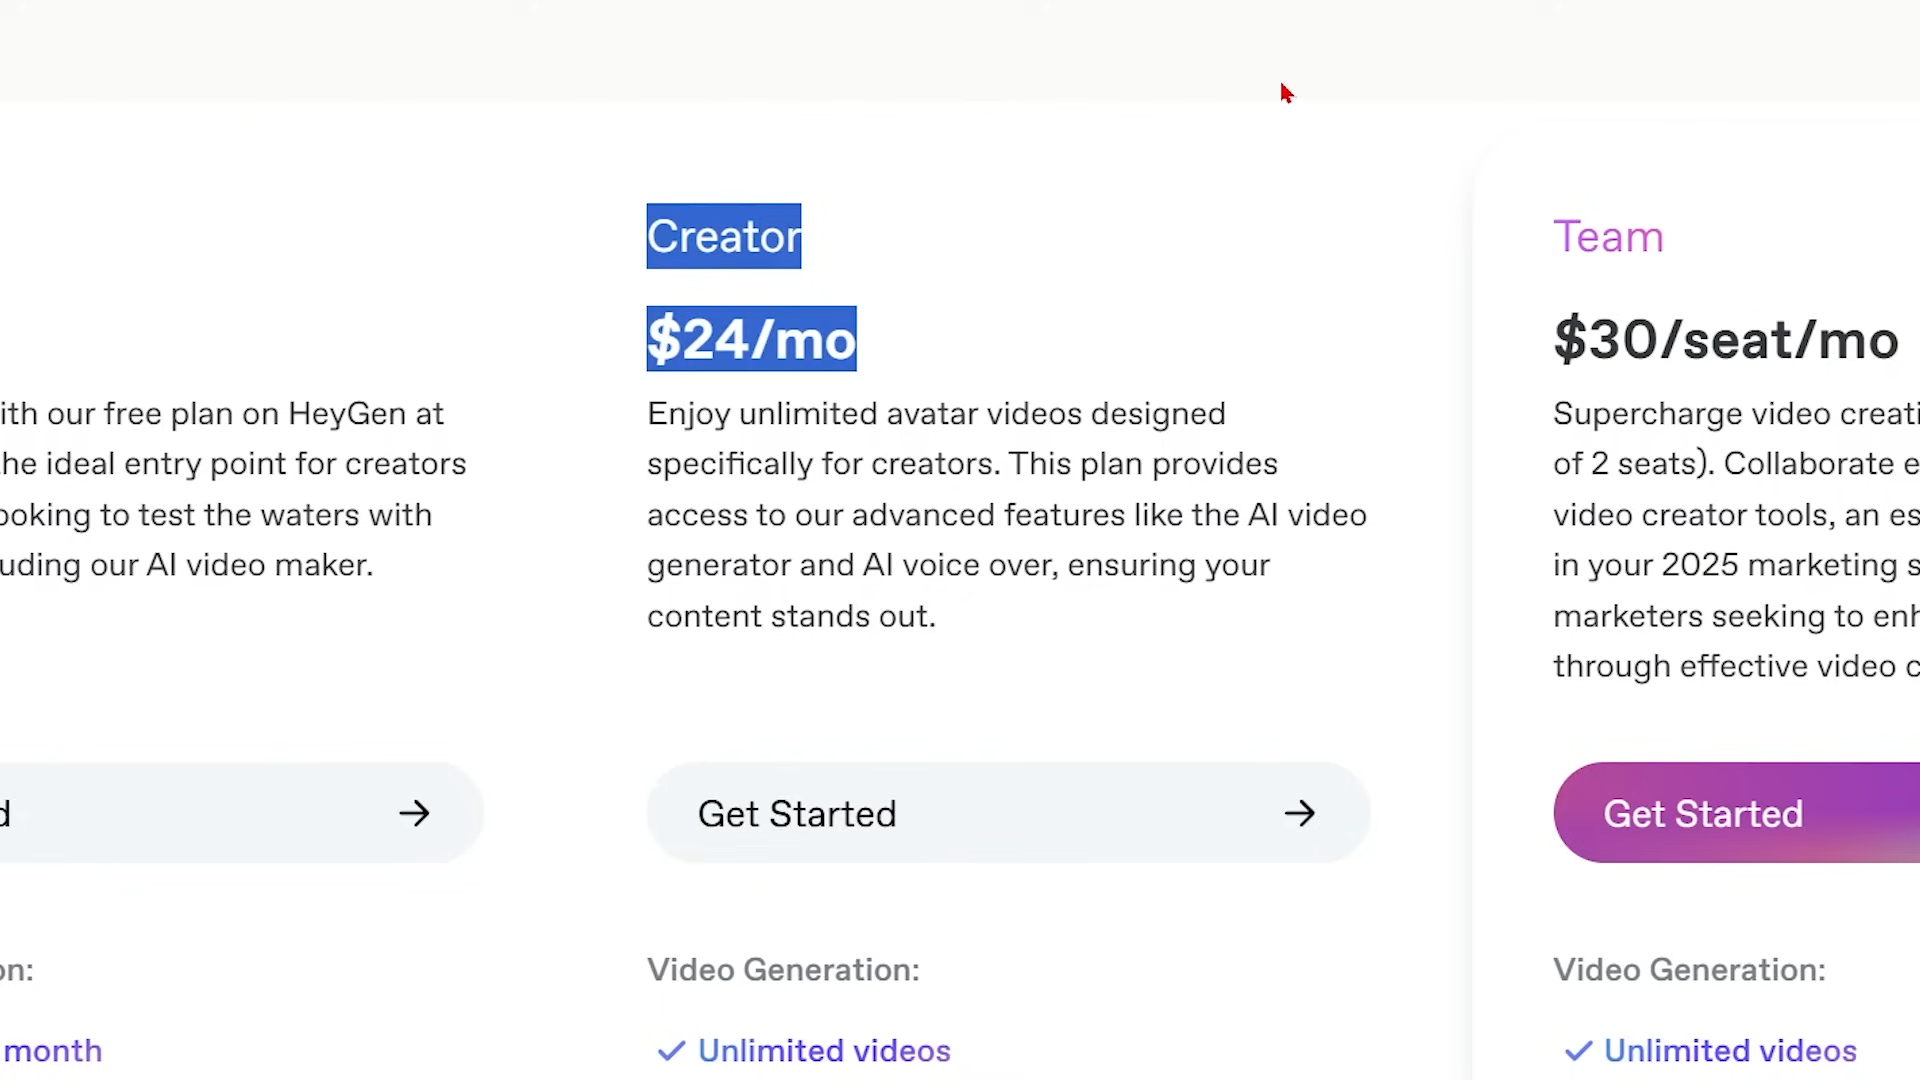 ith our free plan on HeyGen at
he ideal entry point for creators
ooking to test the waters with
uding our AI video maker.
d →
on:
month
Creator
$24/mo
Enjoy unlimited avatar videos designed
specifically for creators. This plan provides
access to our advanced features like the AI video
generator and AI voice over, ensuring your
content stands out.
Get Started →
Video Generation:
✓ Unlimited videos
Team
$30/seat/mo
Supercharge video creati
of 2 seats). Collaborate e
video creator tools, an es
in your 2025 marketing s
marketers seeking to enh
through effective video c
Get Started
Video Generation:
✓ Unlimited videos